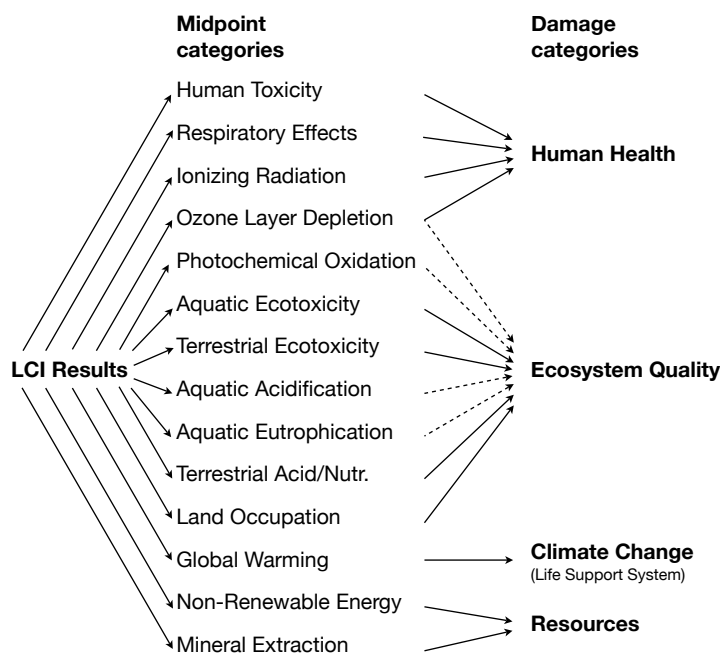 Midpoint
categories
Damage
categories
Human Toxicity
Respiratory Effects
Human Health
Ionizing Radiation
Ozone Layer Depletion
Photochemical Oxidation
Aquatic Ecotoxicity
Terrestrial Ecotoxicity
LCI Results
Ecosystem Quality
Aquatic Acidification
Aquatic Eutrophication
Terrestrial Acid/Nutr.
Land Occupation
Global Warming
Climate Change
(Life Support System)
Non-Renewable Energy
Resources
Mineral Extraction